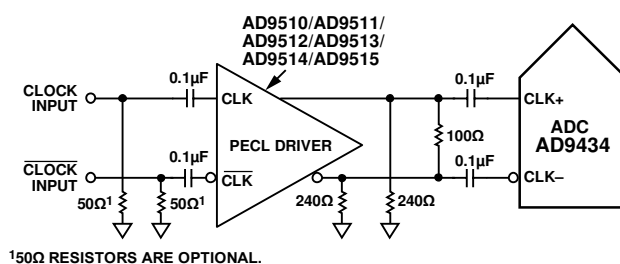 AD9510/AD9511/
AD9512/AD9513/
AD9514/AD9515
CLOCK
INPUT
0.1µF
CLK
PECL DRIVER
0.1µF
CLK+
ADC
AD9434
100Ω
CLOCK
INPUT
0.1µF
CLK
0.1µF
CLK–
50Ω1
50Ω1
240Ω
240Ω
150Ω RESISTORS ARE OPTIONAL.